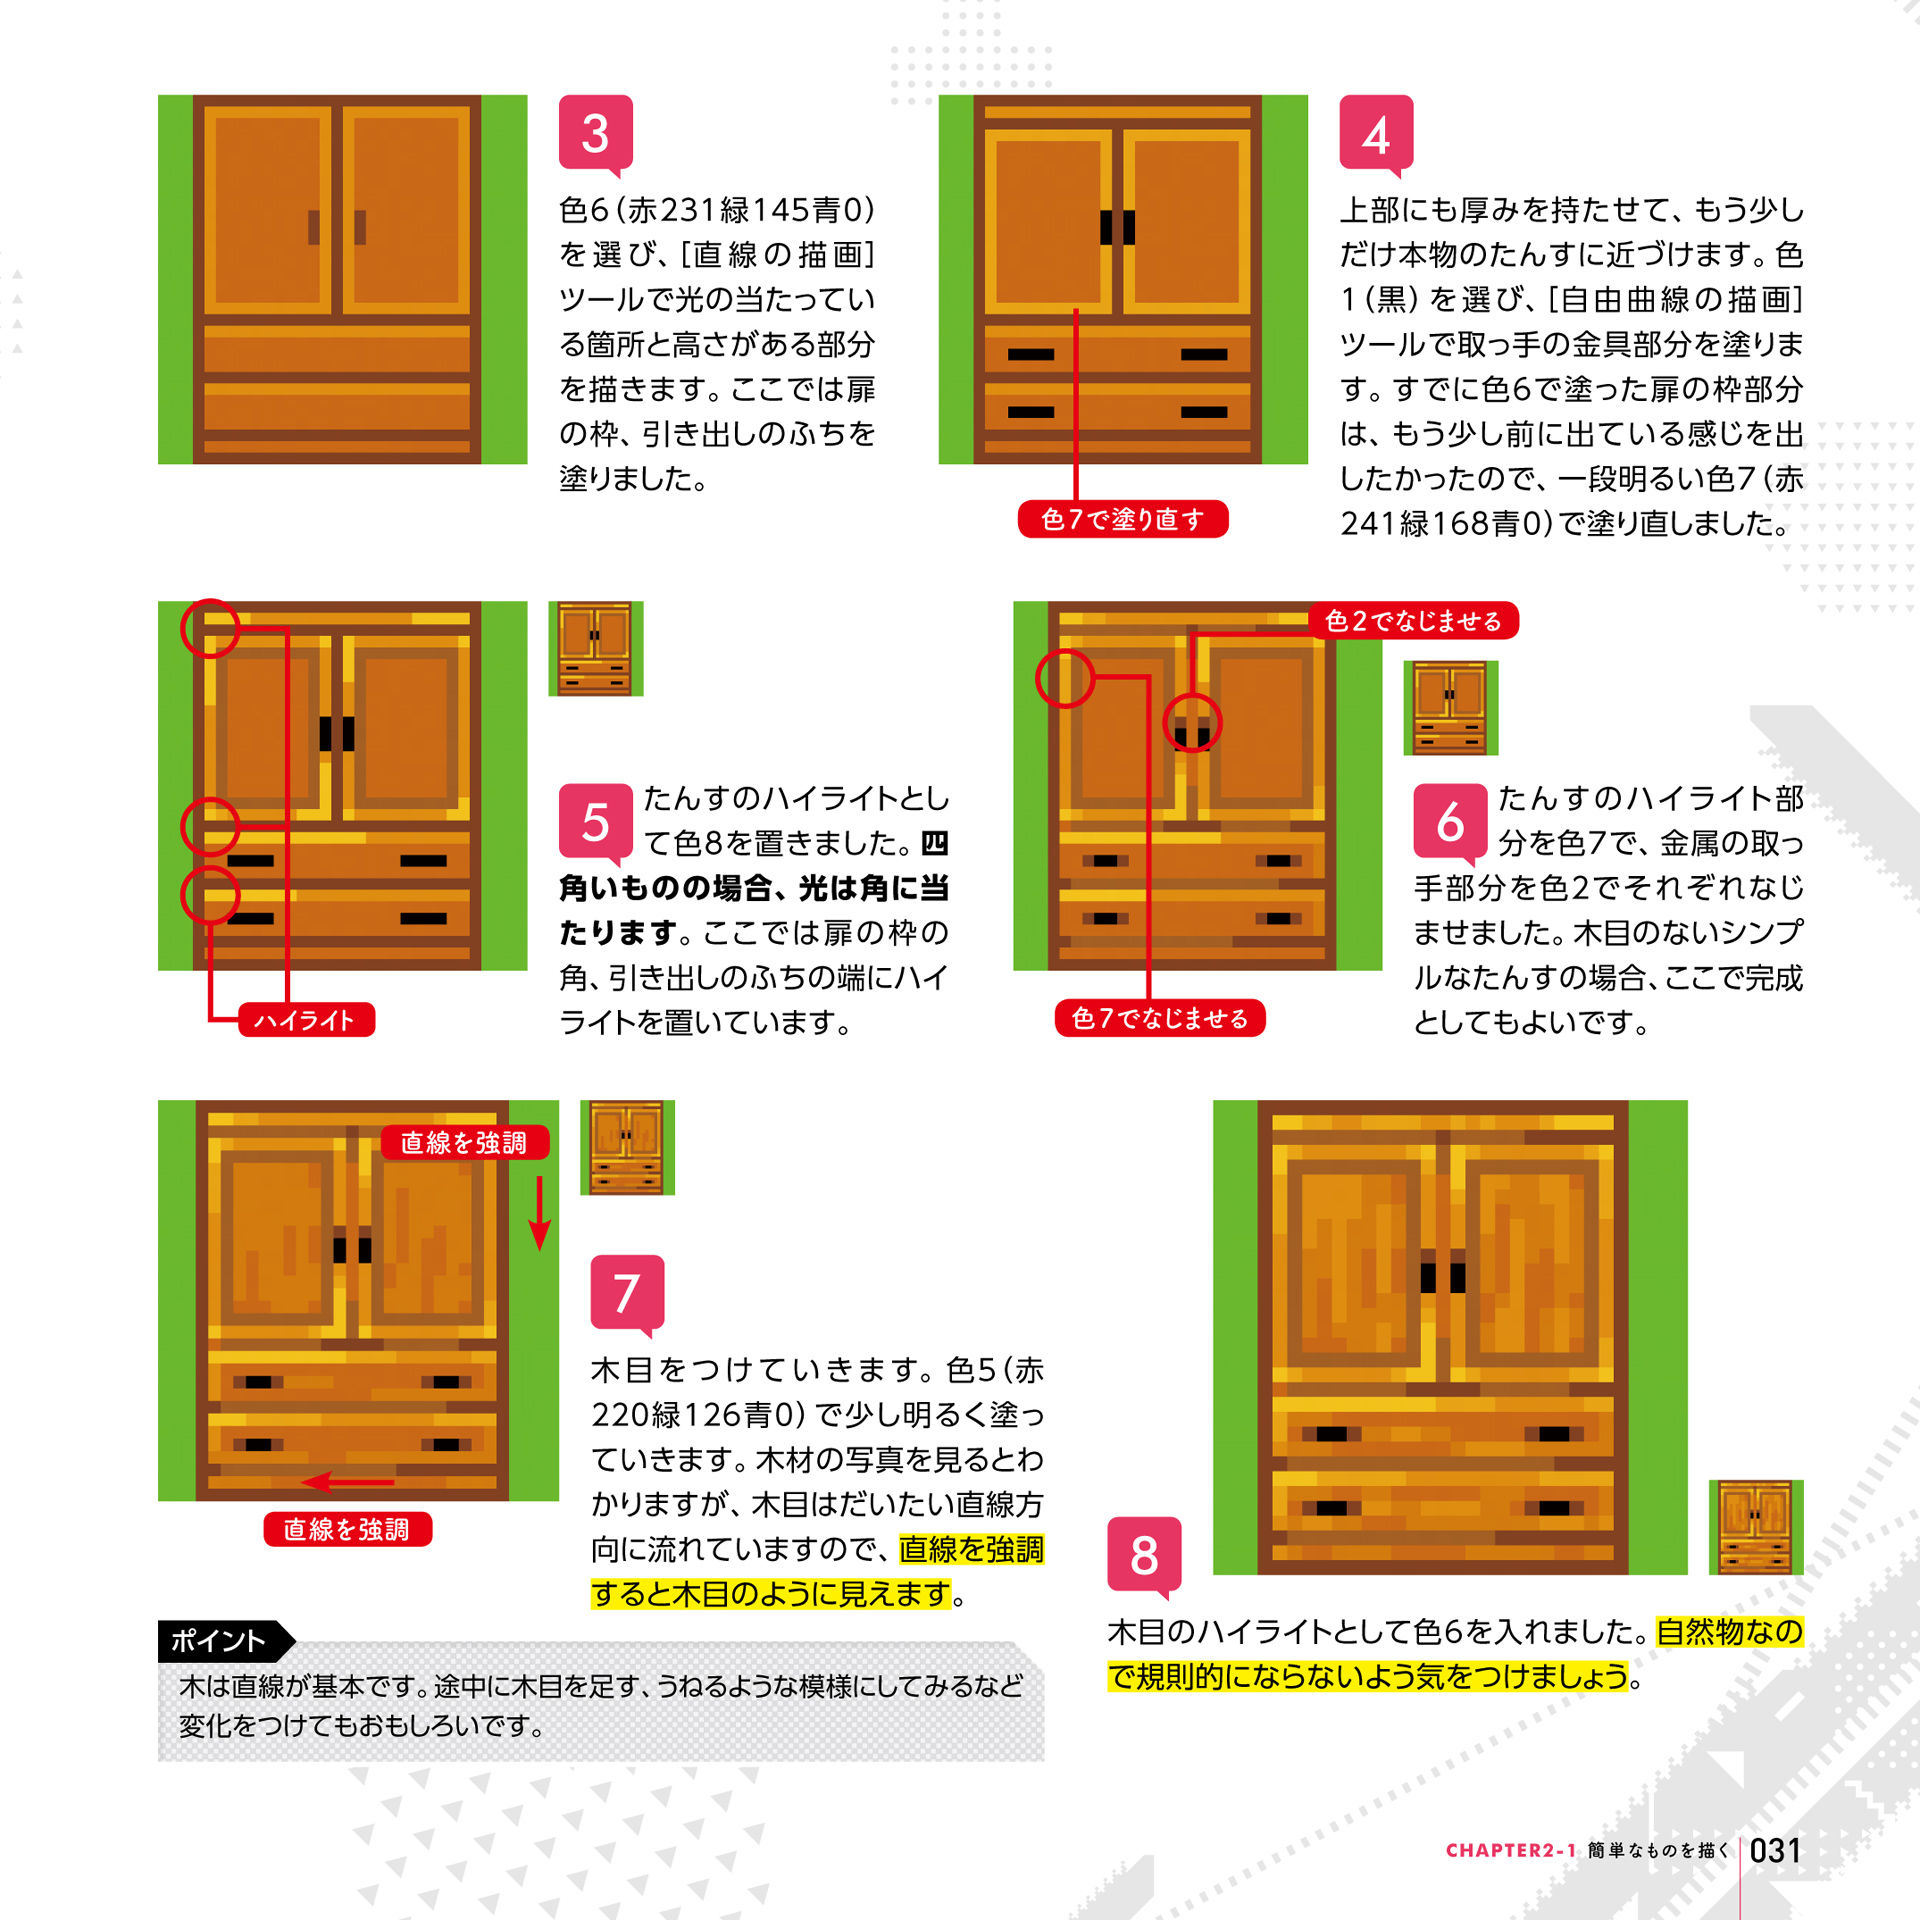 3
色6（赤231緑145青0）
を選び、［直線の描画］
ツールで光の当たってい
る箇所と高さがある部分
を描きます。ここでは扉
の枠、引き出しのふちを
塗りました。
4
上部にも厚みを持たせて、もう少し
だけ本物のたんすに近づけます。色
1（黒）を選び、［自由曲線の描画］
ツールで取っ手の金具部分を塗りま
す。すでに色6で塗った扉の枠部分
は、もう少し前に出ている感じを出
したかったので、一段明るい色7（赤
241緑168青0）で塗り直しました。
色7で塗り直す
5
たんすのハイライトとし
て色8を置きました。四
角いものの場合、光は角に当
たります。ここでは扉の枠の
角、引き出しのふちの端にハイ
ライトを置いています。
ハイライト
色2でなじませる
6
たんすのハイライト部
分を色7で、金属の取っ
手部分を色2でそれぞれなじ
ませました。木目のないシンプ
ルなたんすの場合、ここで完成
としてもよいです。
色7でなじませる
直線を強調
7
木目をつけていきます。色5（赤
220緑126青0）で少し明るく塗っ
ていきます。木材の写真を見るとわ
かりますが、木目はだいたい直線方
向に流れていますので、直線を強調
すると木目のように見えます。
直線を強調
8
木目のハイライトとして色6を入れました。自然物なの
で規則的にならないよう気をつけましょう。
ポイント
木は直線が基本です。途中に木目を足す、うねるような模様にしてみるなど
変化をつけてもおもしろいです。
CHAPTER2-1 簡単なものを描く 031